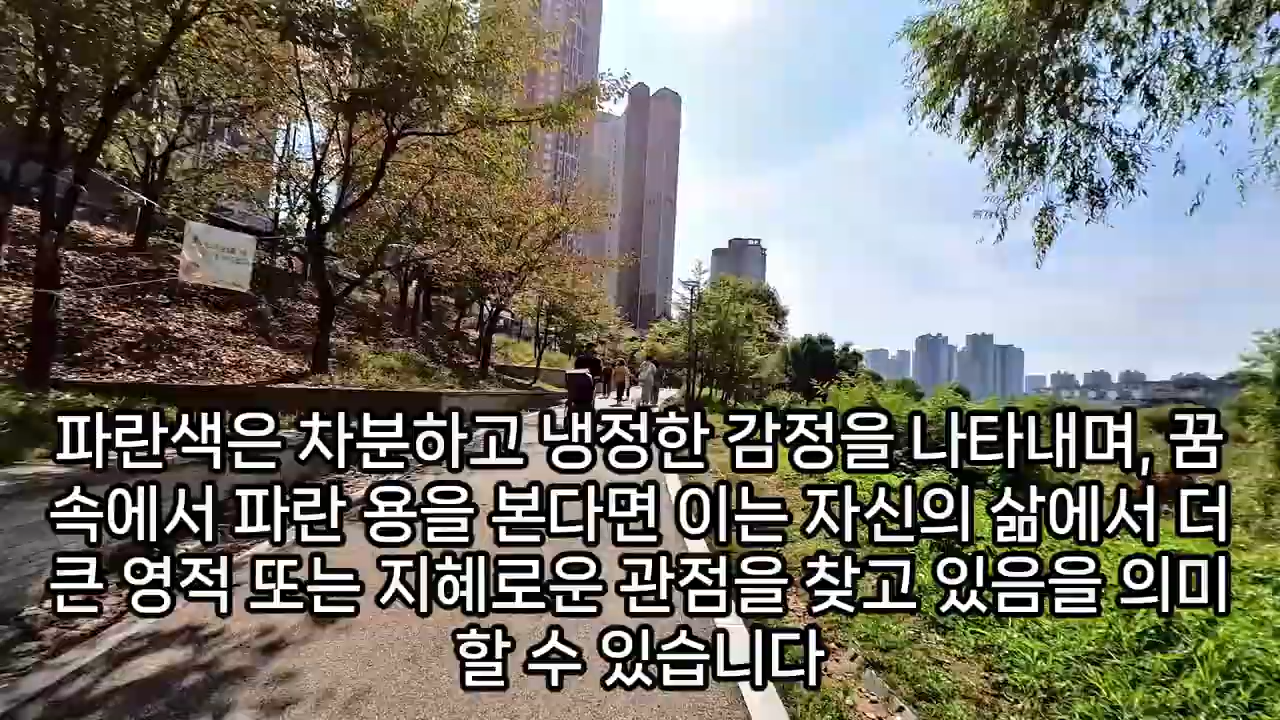 파란색은 차분하고 냉정한 감정을 나타내며, 꿈
속에서 파란 용을 본다면 이는 자신의 삶에서 더
큰 영적 또는 지혜로운 관점을 찾고 있음을 의미
할 수 있습니다